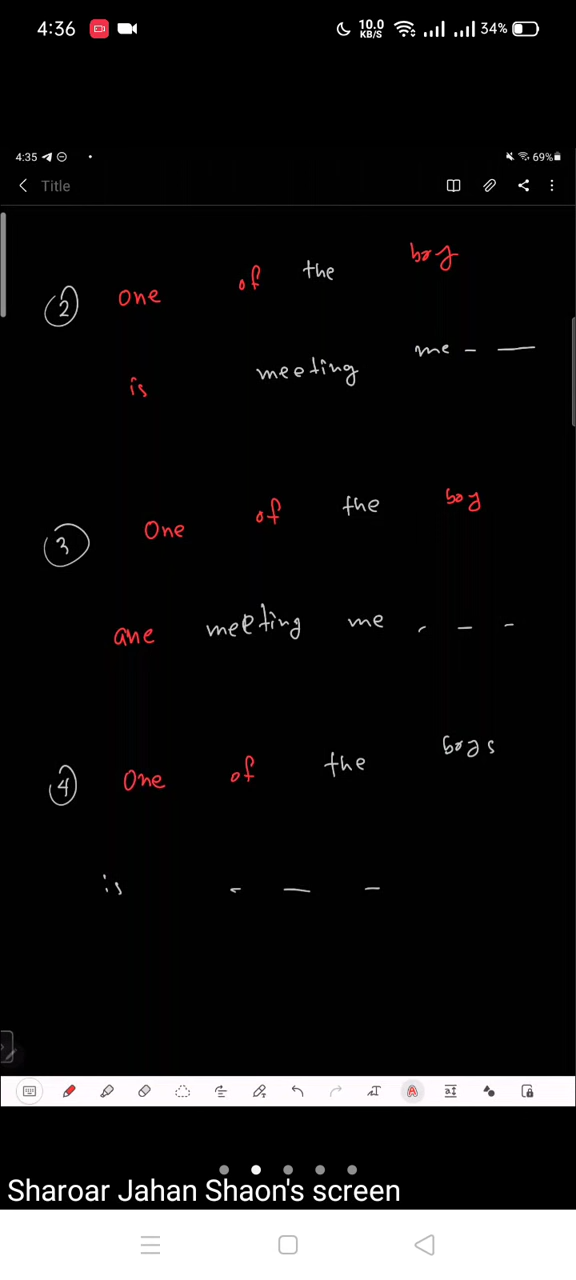 4:36 10.0 KB/S 34%
4:35 69%
Title
2 one of the boy
is meeting me - —
3 One of the boy
are meeting me - - -
4 One of the boys
is - — -
Sharoar Jahan Shaon's screen